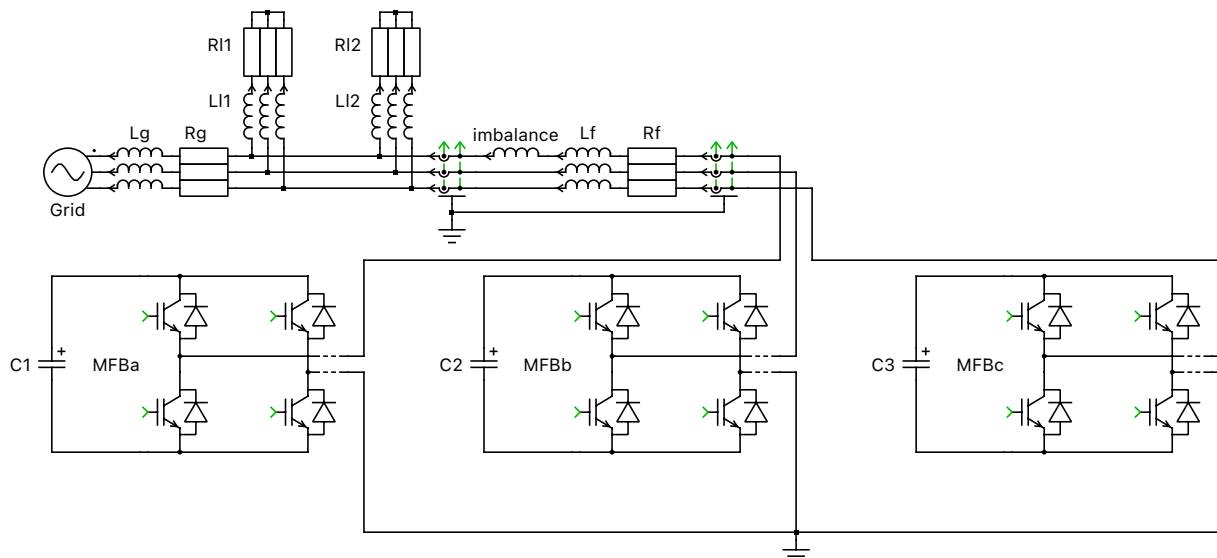 Rl1
Rl2
Ll1
Ll2
Lg
Rg
imbalance
Lf
Rf
Grid
C1
+
MFBa
C2
+
MFBb
C3
+
MFBc